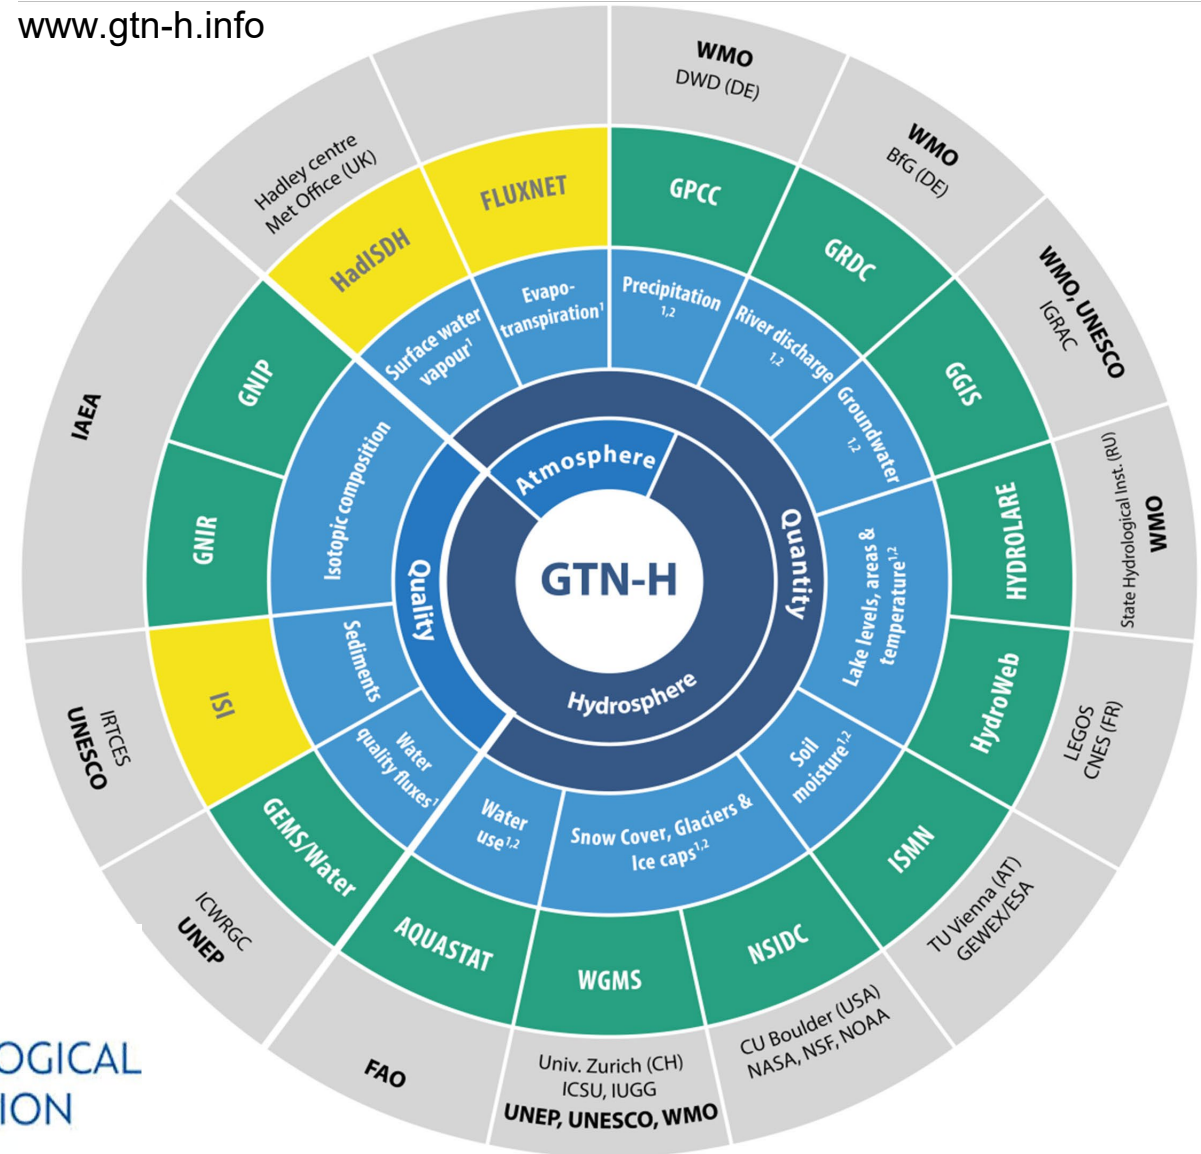 www.gtn-h.info
WMO
DWD (DE)
WMO
BfG (DE)
WMO, UNESCO
IGRAC
WMO
State Hydrological Inst. (RU)
LEGOS
CNES (FR)
TU Vienna (AT)
GEWEX/ESA
CU Boulder (USA)
NASA, NSF, NOAA
Univ. Zurich (CH)
ICSU, IUGG
UNEP, UNESCO, WMO
FAO
ICWRGC
UNEP
IRTCES
UNESCO
IAEA
Hadley centre
Met Office (UK)
FLUXNET
GPCC
GRDC
GGIS
HYDROLARE
HydroWeb
ISMN
NSIDC
WGMS
AQUASTAT
GEMS/Water
ISI
GNIR
GNIP
HadISDH
Evapo-
transpiration¹
Precipitation
1,2
River discharge
1,2
Groundwater
1,2
Lake levels, areas &
temperature1,2
Soil
moisture1,2
Snow Cover, Glaciers &
Ice caps1,2
Water
use1,2
Water
quality fluxes¹
Sediments
Isotopic composition
Surface water
vapour¹
Quantity
Quality
Atmosphere
Hydrosphere
GTN-H
OGICAL
ION